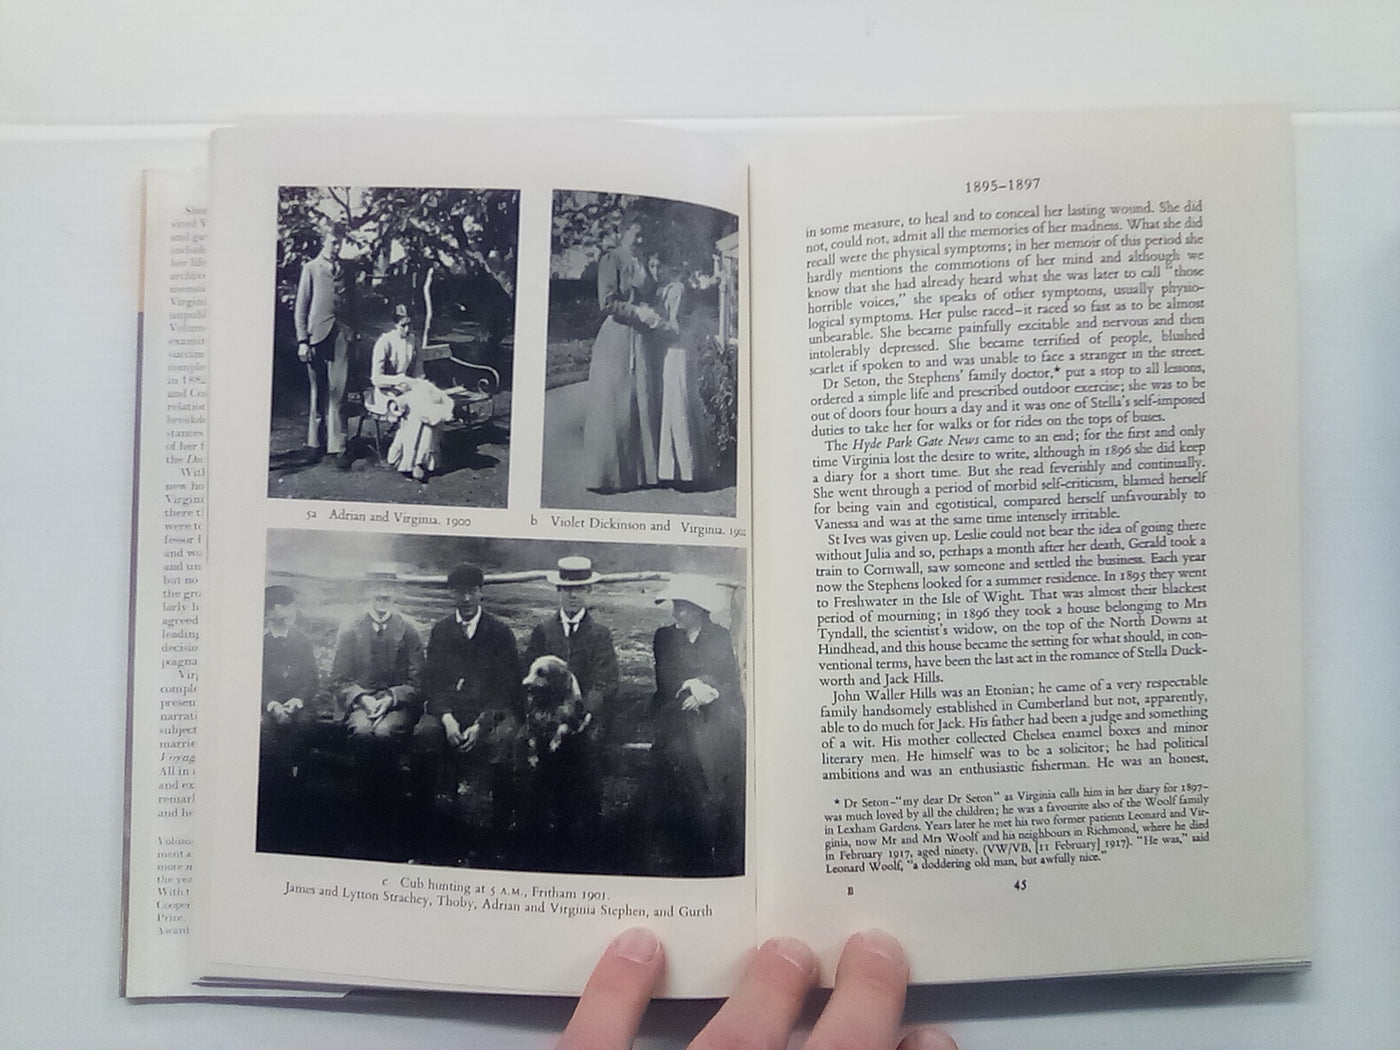 5a Adrian and Virginia. 1900
b Violet Dickinson and Virginia. 190
c Cub hunting at 5 A.M., Fritham 1901.
James and Lytton Strachey, Thoby, Adrian and Virginia Stephen, and Gurth
1895–1897
in some measure, to heal and to conceal her lasting wound. She did
not, could not, admit all the memories of her madness. What she did
recall were the physical symptoms; in her memoir of this period she
hardly mentions the commotions of her mind and although we
know that she had already heard what she was later to call "those
horrible voices," she speaks of other symptoms, usually physio-
logical symptoms. Her pulse raced–it raced so fast as to be almost
unbearable. She became painfully excitable and nervous and then
intolerably depressed. She became terrified of people, blushed
scarlet if spoken to and was unable to face a stranger in the street.
Dr Seton, the Stephens' family doctor,* put a stop to all lessons,
ordered a simple life and prescribed outdoor exercise; she was to be
out of doors four hours a day and it was one of Stella's self-imposed
duties to take her for walks or for rides on the tops of buses.
The Hyde Park Gate News came to an end; for the first and only
time Virginia lost the desire to write, although in 1896 she did keep
a diary for a short time. But she read feverishly and continually.
She went through a period of morbid self-criticism, blamed herself
for being vain and egotistical, compared herself unfavourably to
Vanessa and was at the same time intensely irritable.
St Ives was given up. Leslie could not bear the idea of going there
without Julia and so, perhaps a month after her death, Gerald took a
train to Cornwall, saw someone and settled the business. Each year
now the Stephens looked for a summer residence. In 1895 they went
to Freshwater in the Isle of Wight. That was almost their blackest
period of mourning; in 1896 they took a house belonging to Mrs
Tyndall, the scientist's widow, on the top of the North Downs at
Hindhead, and this house became the setting for what should, in con-
ventional terms, have been the last act in the romance of Stella Duck-
worth and Jack Hills.
John Waller Hills was an Etonian; he came of a very respectable
family handsomely established in Cumberland but not, apparently,
able to do much for Jack. His father had been a judge and something
of a wit. His mother collected Chelsea enamel boxes and minor
literary men. He himself was to be a solicitor; he had political
ambitions and was an enthusiastic fisherman. He was an honest,
* Dr Seton–"my dear Dr Seton" as Virginia calls him in her diary for 1897–
was much loved by all the children; he was a favourite also of the Woolf family
in Lexham Gardens. Years later he met his two former patients Leonard and Vir-
ginia, now Mr and Mrs Woolf and his neighbours in Richmond, where he died
in February 1917, aged ninety. (VW/VB, [11 February] 1917). "He was," said
Leonard Woolf, "a doddering old man, but awfully nice."
B
45